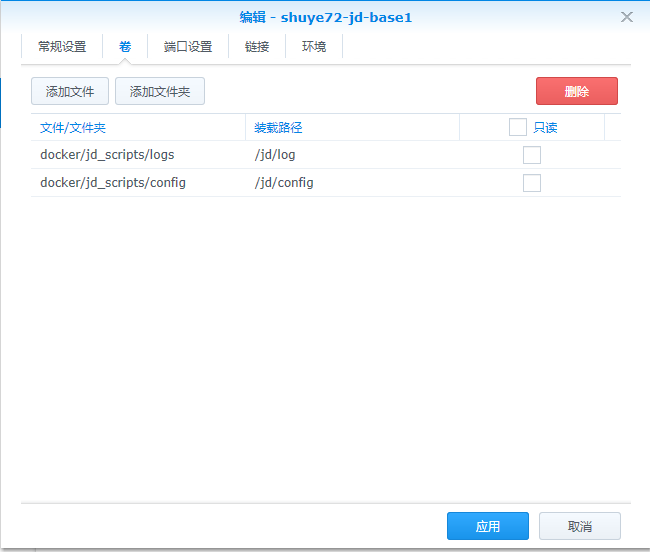 编辑 - shuye72-jd-base1
常规设置 卷 端口设置 链接 环境
添加文件 添加文件夹 删除
文件/文件夹 装载路径 只读
docker/jd_scripts/logs /jd/log
docker/jd_scripts/config /jd/config
应用 取消